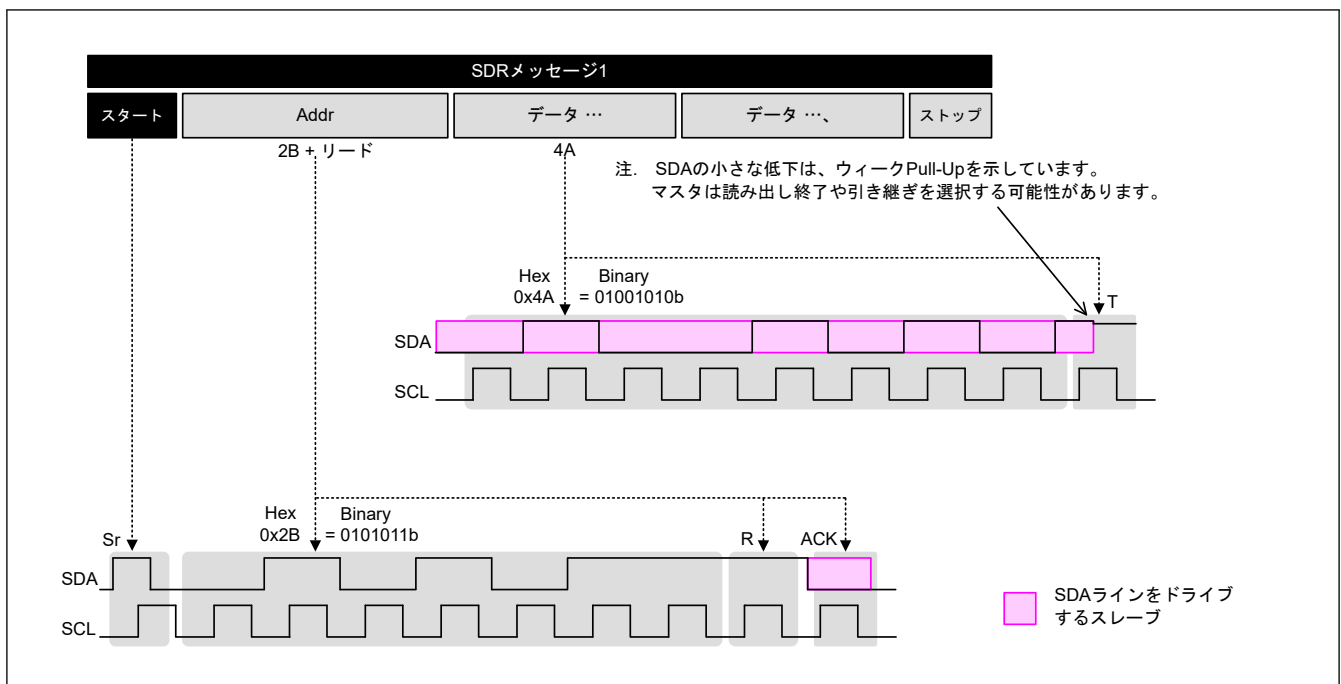 SDRメッセージ1
スタート
Addr
データ …
データ …、
ストップ
2B + リード
4A
注. SDAの小さな低下は、ウィークPull-Upを示しています。
マスタは読み出し終了や引き継ぎを選択する可能性があります。
Hex
0x4A
Binary
= 01001010b
T
SDA
SCL
Hex
0x2B
Binary
= 0101011b
Sr
R
ACK
SDA
SCL
SDAラインをドライブ
するスレーブ